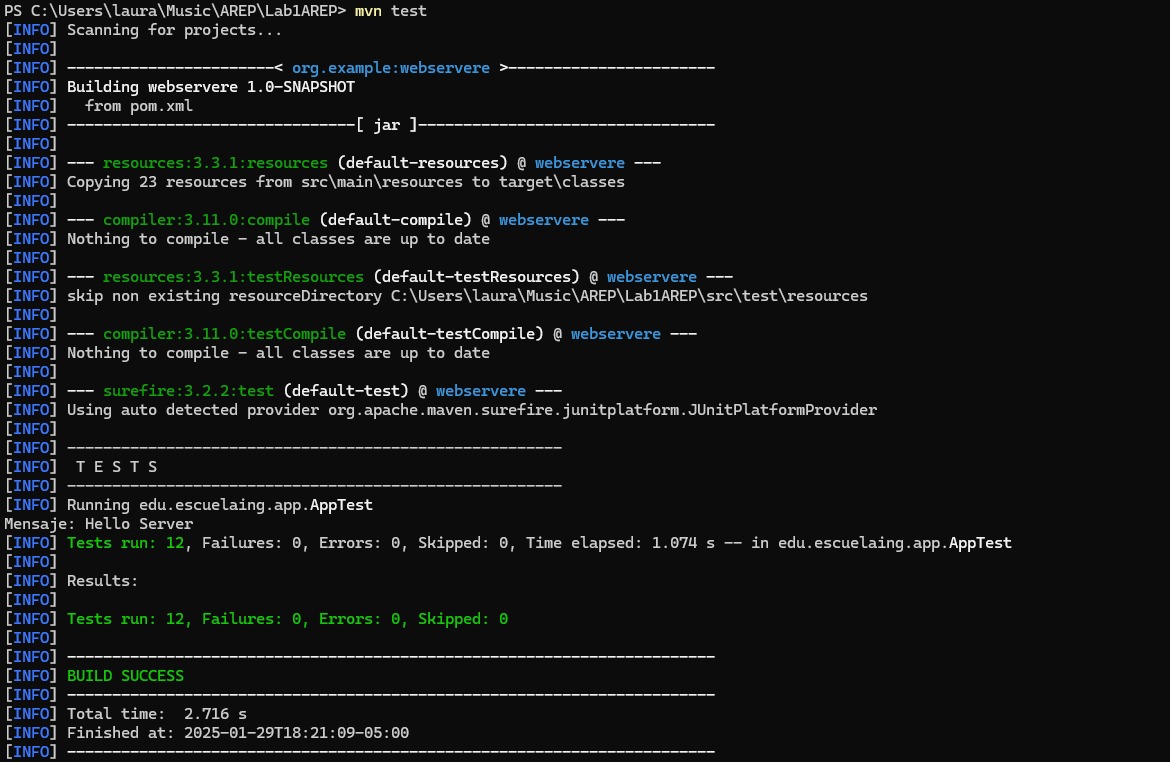 PS C:\Users\laura\Music\AREP\Lab1AREP> mvn test
[INFO] Scanning for projects...
[INFO]
[INFO] -----------------------< org.example:webservere >-----------------------
[INFO] Building webservere 1.0-SNAPSHOT
[INFO]   from pom.xml
[INFO] --------------------------------[ jar ]---------------------------------
[INFO]
[INFO] --- resources:3.3.1:resources (default-resources) @ webservere ---
[INFO] Copying 23 resources from src\main\resources to target\classes
[INFO]
[INFO] --- compiler:3.11.0:compile (default-compile) @ webservere ---
[INFO] Nothing to compile - all classes are up to date
[INFO]
[INFO] --- resources:3.3.1:testResources (default-testResources) @ webservere ---
[INFO] skip non existing resourceDirectory C:\Users\laura\Music\AREP\Lab1AREP\src\test\resources
[INFO]
[INFO] --- compiler:3.11.0:testCompile (default-testCompile) @ webservere ---
[INFO] Nothing to compile - all classes are up to date
[INFO]
[INFO] --- surefire:3.2.2:test (default-test) @ webservere ---
[INFO] Using auto detected provider org.apache.maven.surefire.junitplatform.JUnitPlatformProvider
[INFO]
[INFO] -------------------------------------------------------
[INFO]  T E S T S
[INFO] -------------------------------------------------------
[INFO] Running edu.escuelaing.app.AppTest
Mensaje: Hello Server
[INFO] Tests run: 12, Failures: 0, Errors: 0, Skipped: 0, Time elapsed: 1.074 s -- in edu.escuelaing.app.AppTest
[INFO]
[INFO] Results:
[INFO]
[INFO] Tests run: 12, Failures: 0, Errors: 0, Skipped: 0
[INFO]
[INFO] ------------------------------------------------------------------------
[INFO] BUILD SUCCESS
[INFO] ------------------------------------------------------------------------
[INFO] Total time:  2.716 s
[INFO] Finished at: 2025-01-29T18:21:09-05:00
[INFO] ------------------------------------------------------------------------